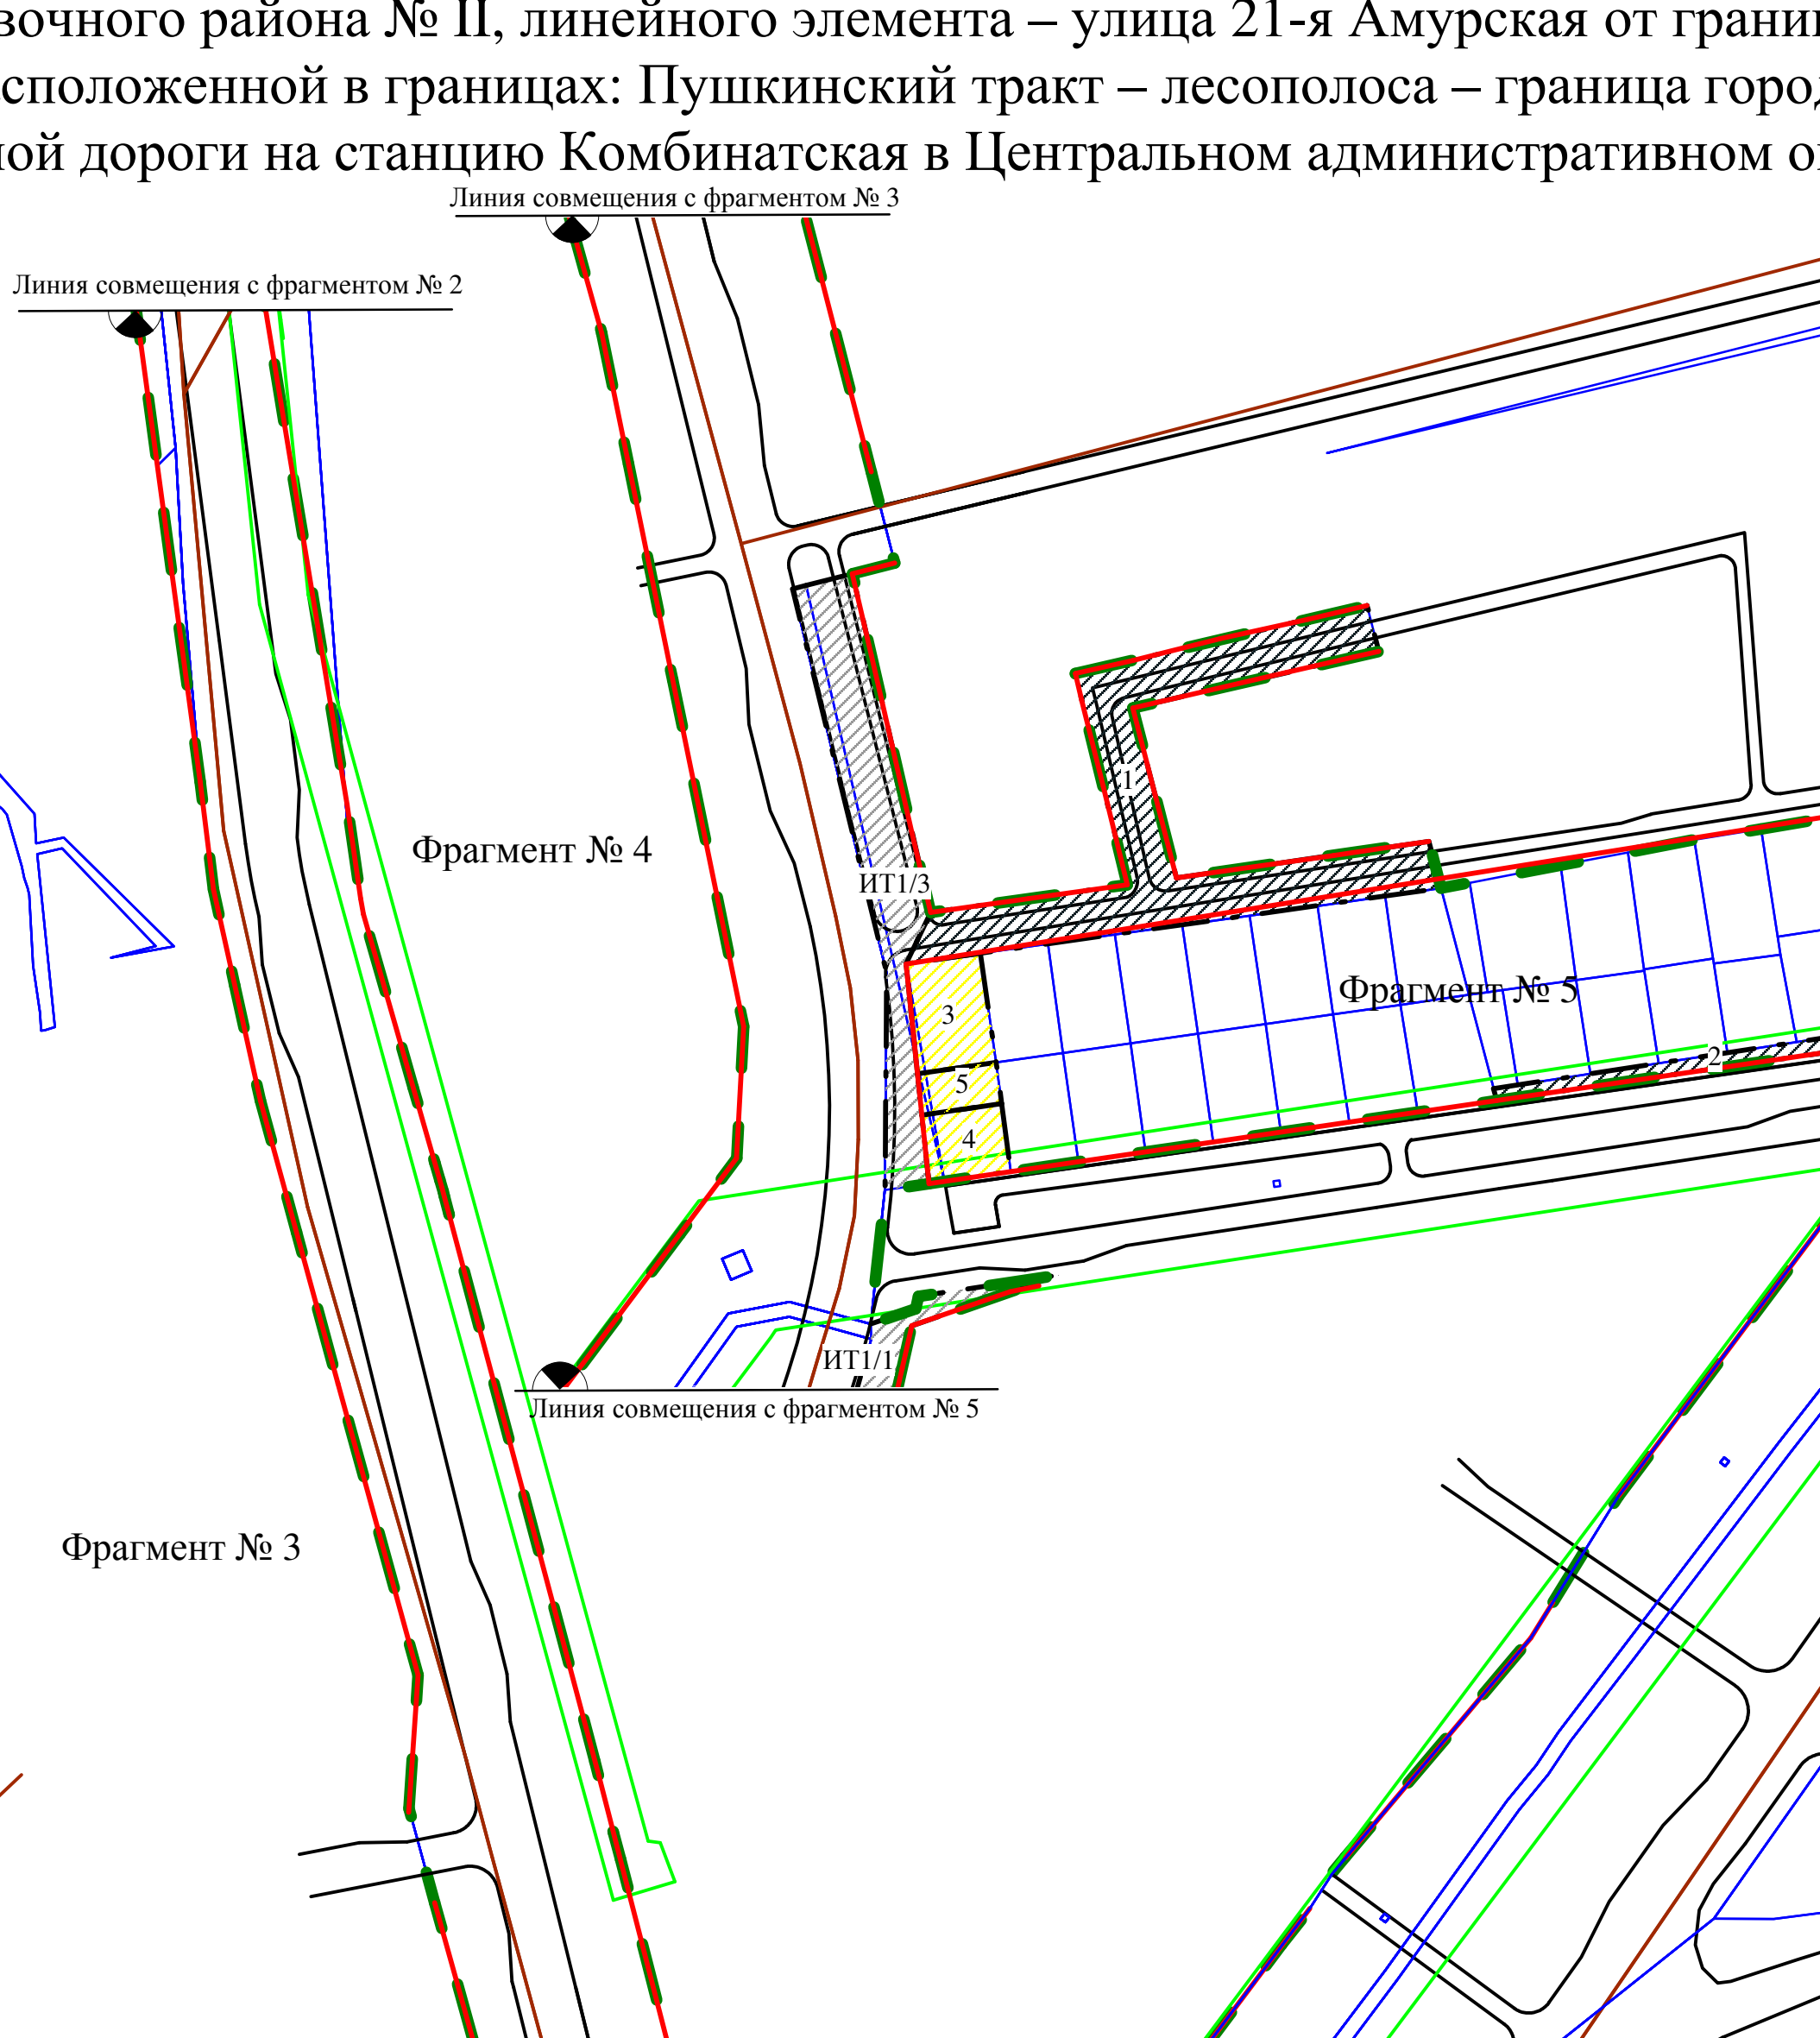 вочного района № II, линейного элемента – улица 21-я Амурская от грани
сположенной в границах: Пушкинский тракт – лесополоса – граница горо
ой дороги на станцию Комбинатская в Центральном административном о
Линия совмещения с фрагментом № 3
Линия совмещения с фрагментом № 2
1
Фрагмент № 4
ИТ1/3
Фрагмент № 5
3
2
5
4
ИТ1/1
Линия совмещения с фрагментом № 5
Фрагмент № 3